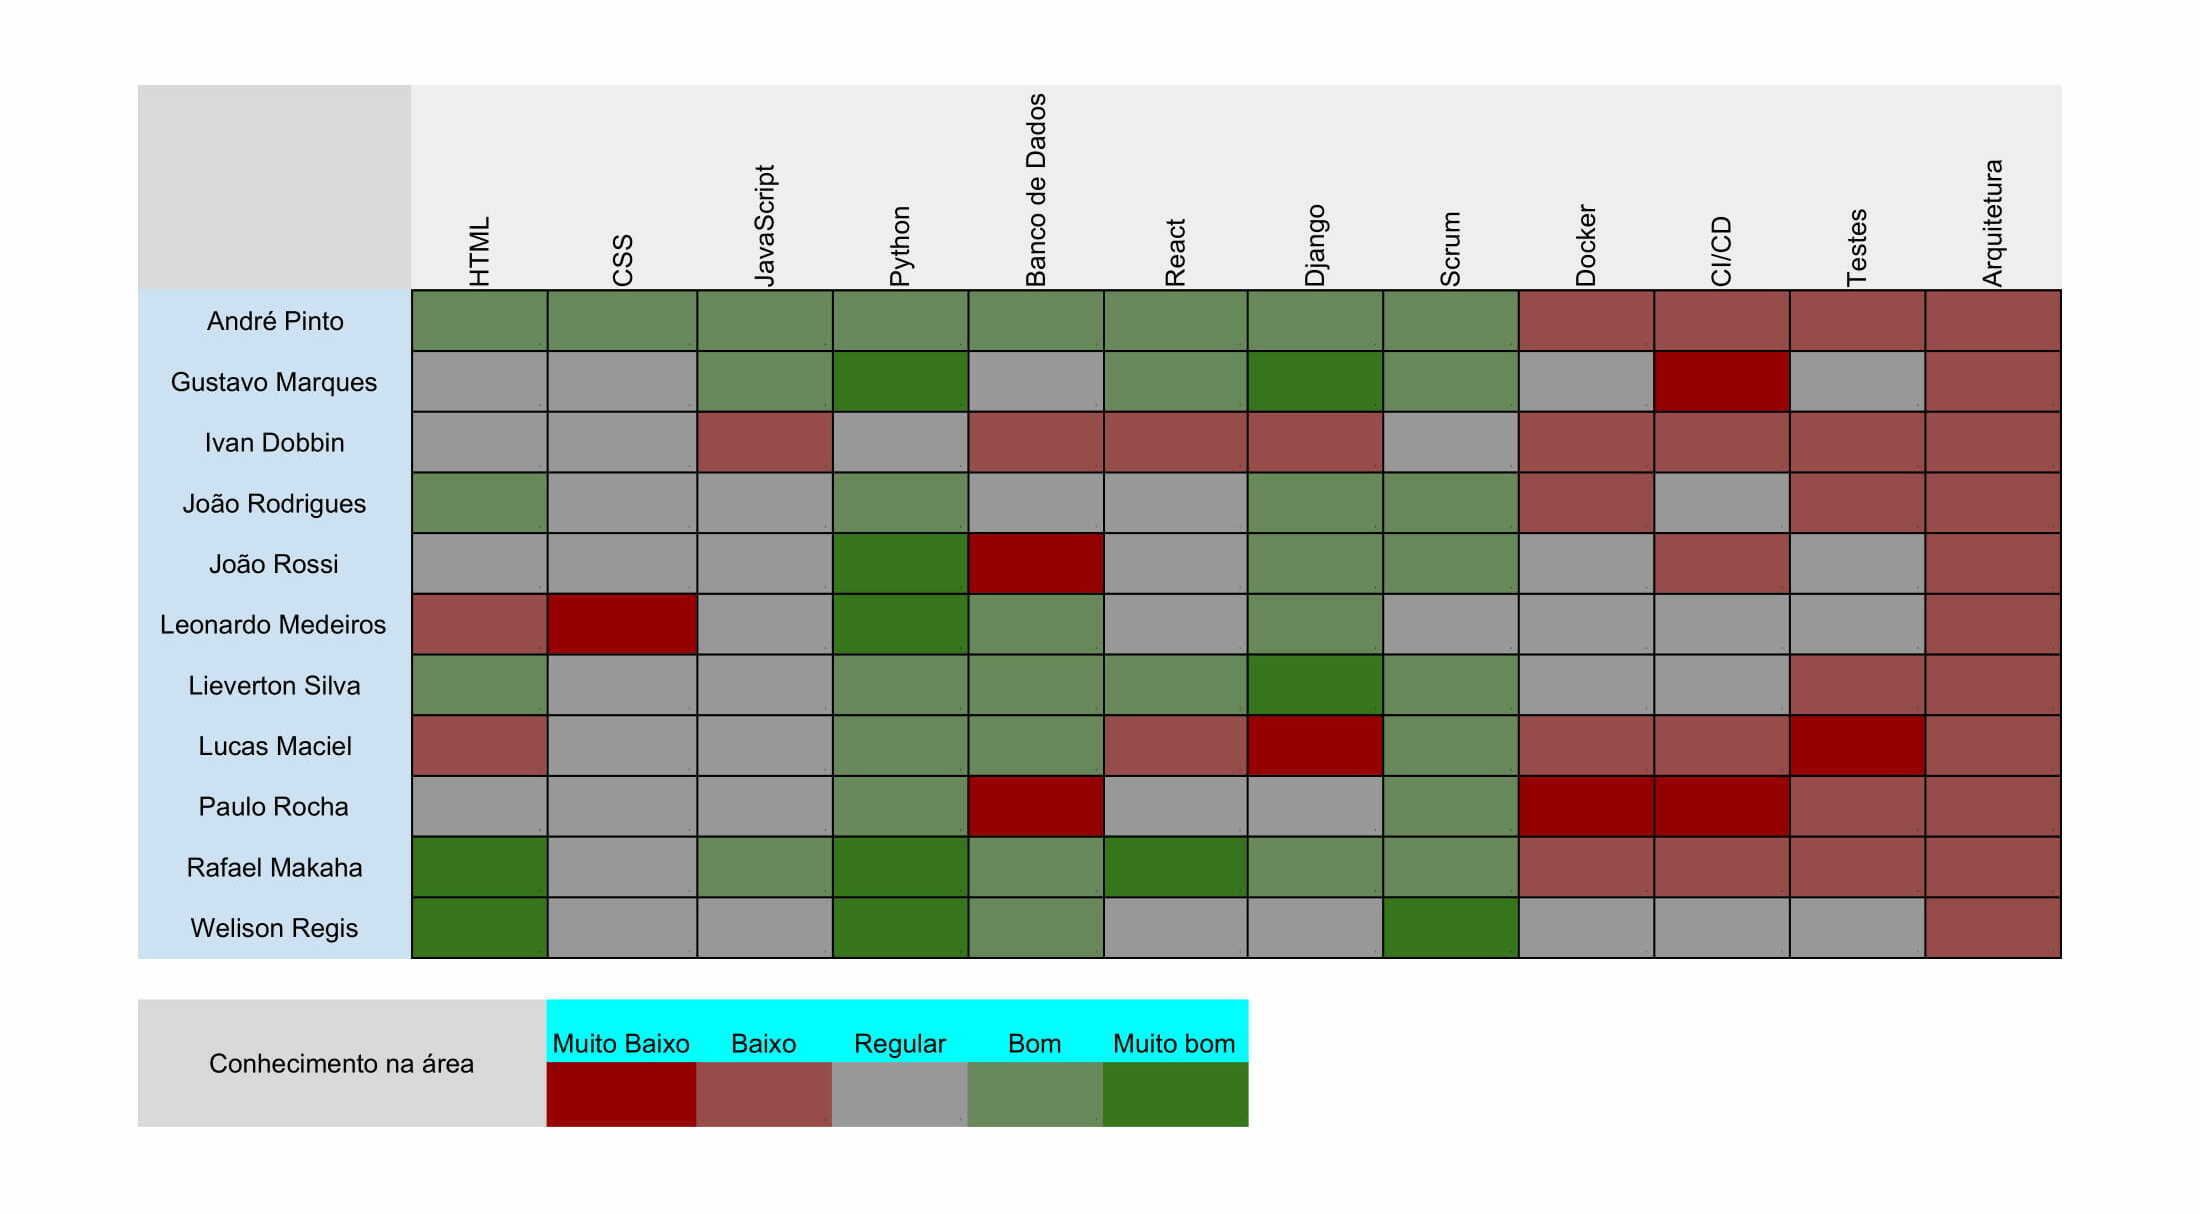 HTML
CSS
JavaScript
Python
Banco de Dados
React
Django
Scrum
Docker
CI/CD
Testes
Arquitetura
André Pinto
Gustavo Marques
Ivan Dobbin
João Rodrigues
João Rossi
Leonardo Medeiros
Lieverton Silva
Lucas Maciel
Paulo Rocha
Rafael Makaha
Welison Regis
Conhecimento na área
Muito Baixo
Baixo
Regular
Bom
Muito bom